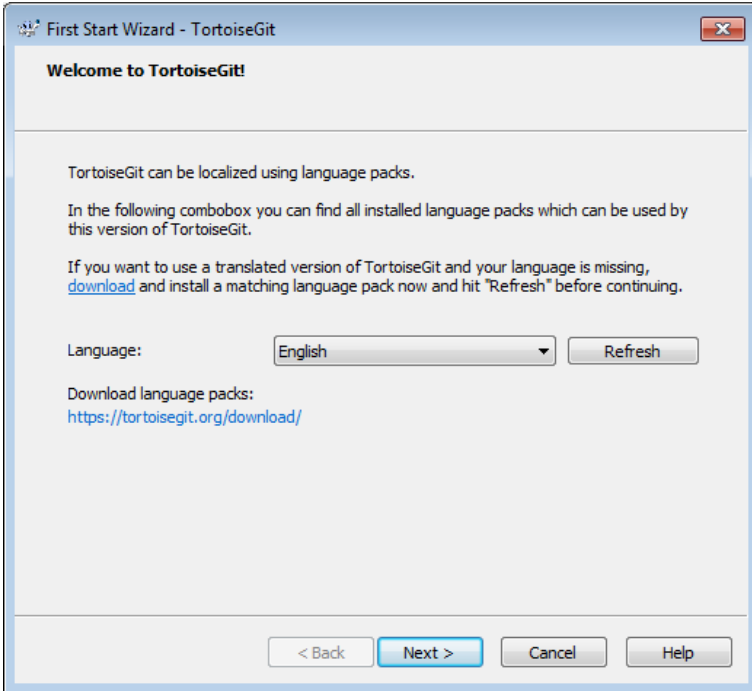 First Start Wizard - TortoiseGit
Welcome to TortoiseGit!
TortoiseGit can be localized using language packs.
In the following combobox you can find all installed language packs which can be used by
this version of TortoiseGit.
If you want to use a translated version of TortoiseGit and your language is missing,
download and install a matching language pack now and hit "Refresh" before continuing.
Language: English Refresh
Download language packs:
https://tortoisegit.org/download/
< Back Next > Cancel Help